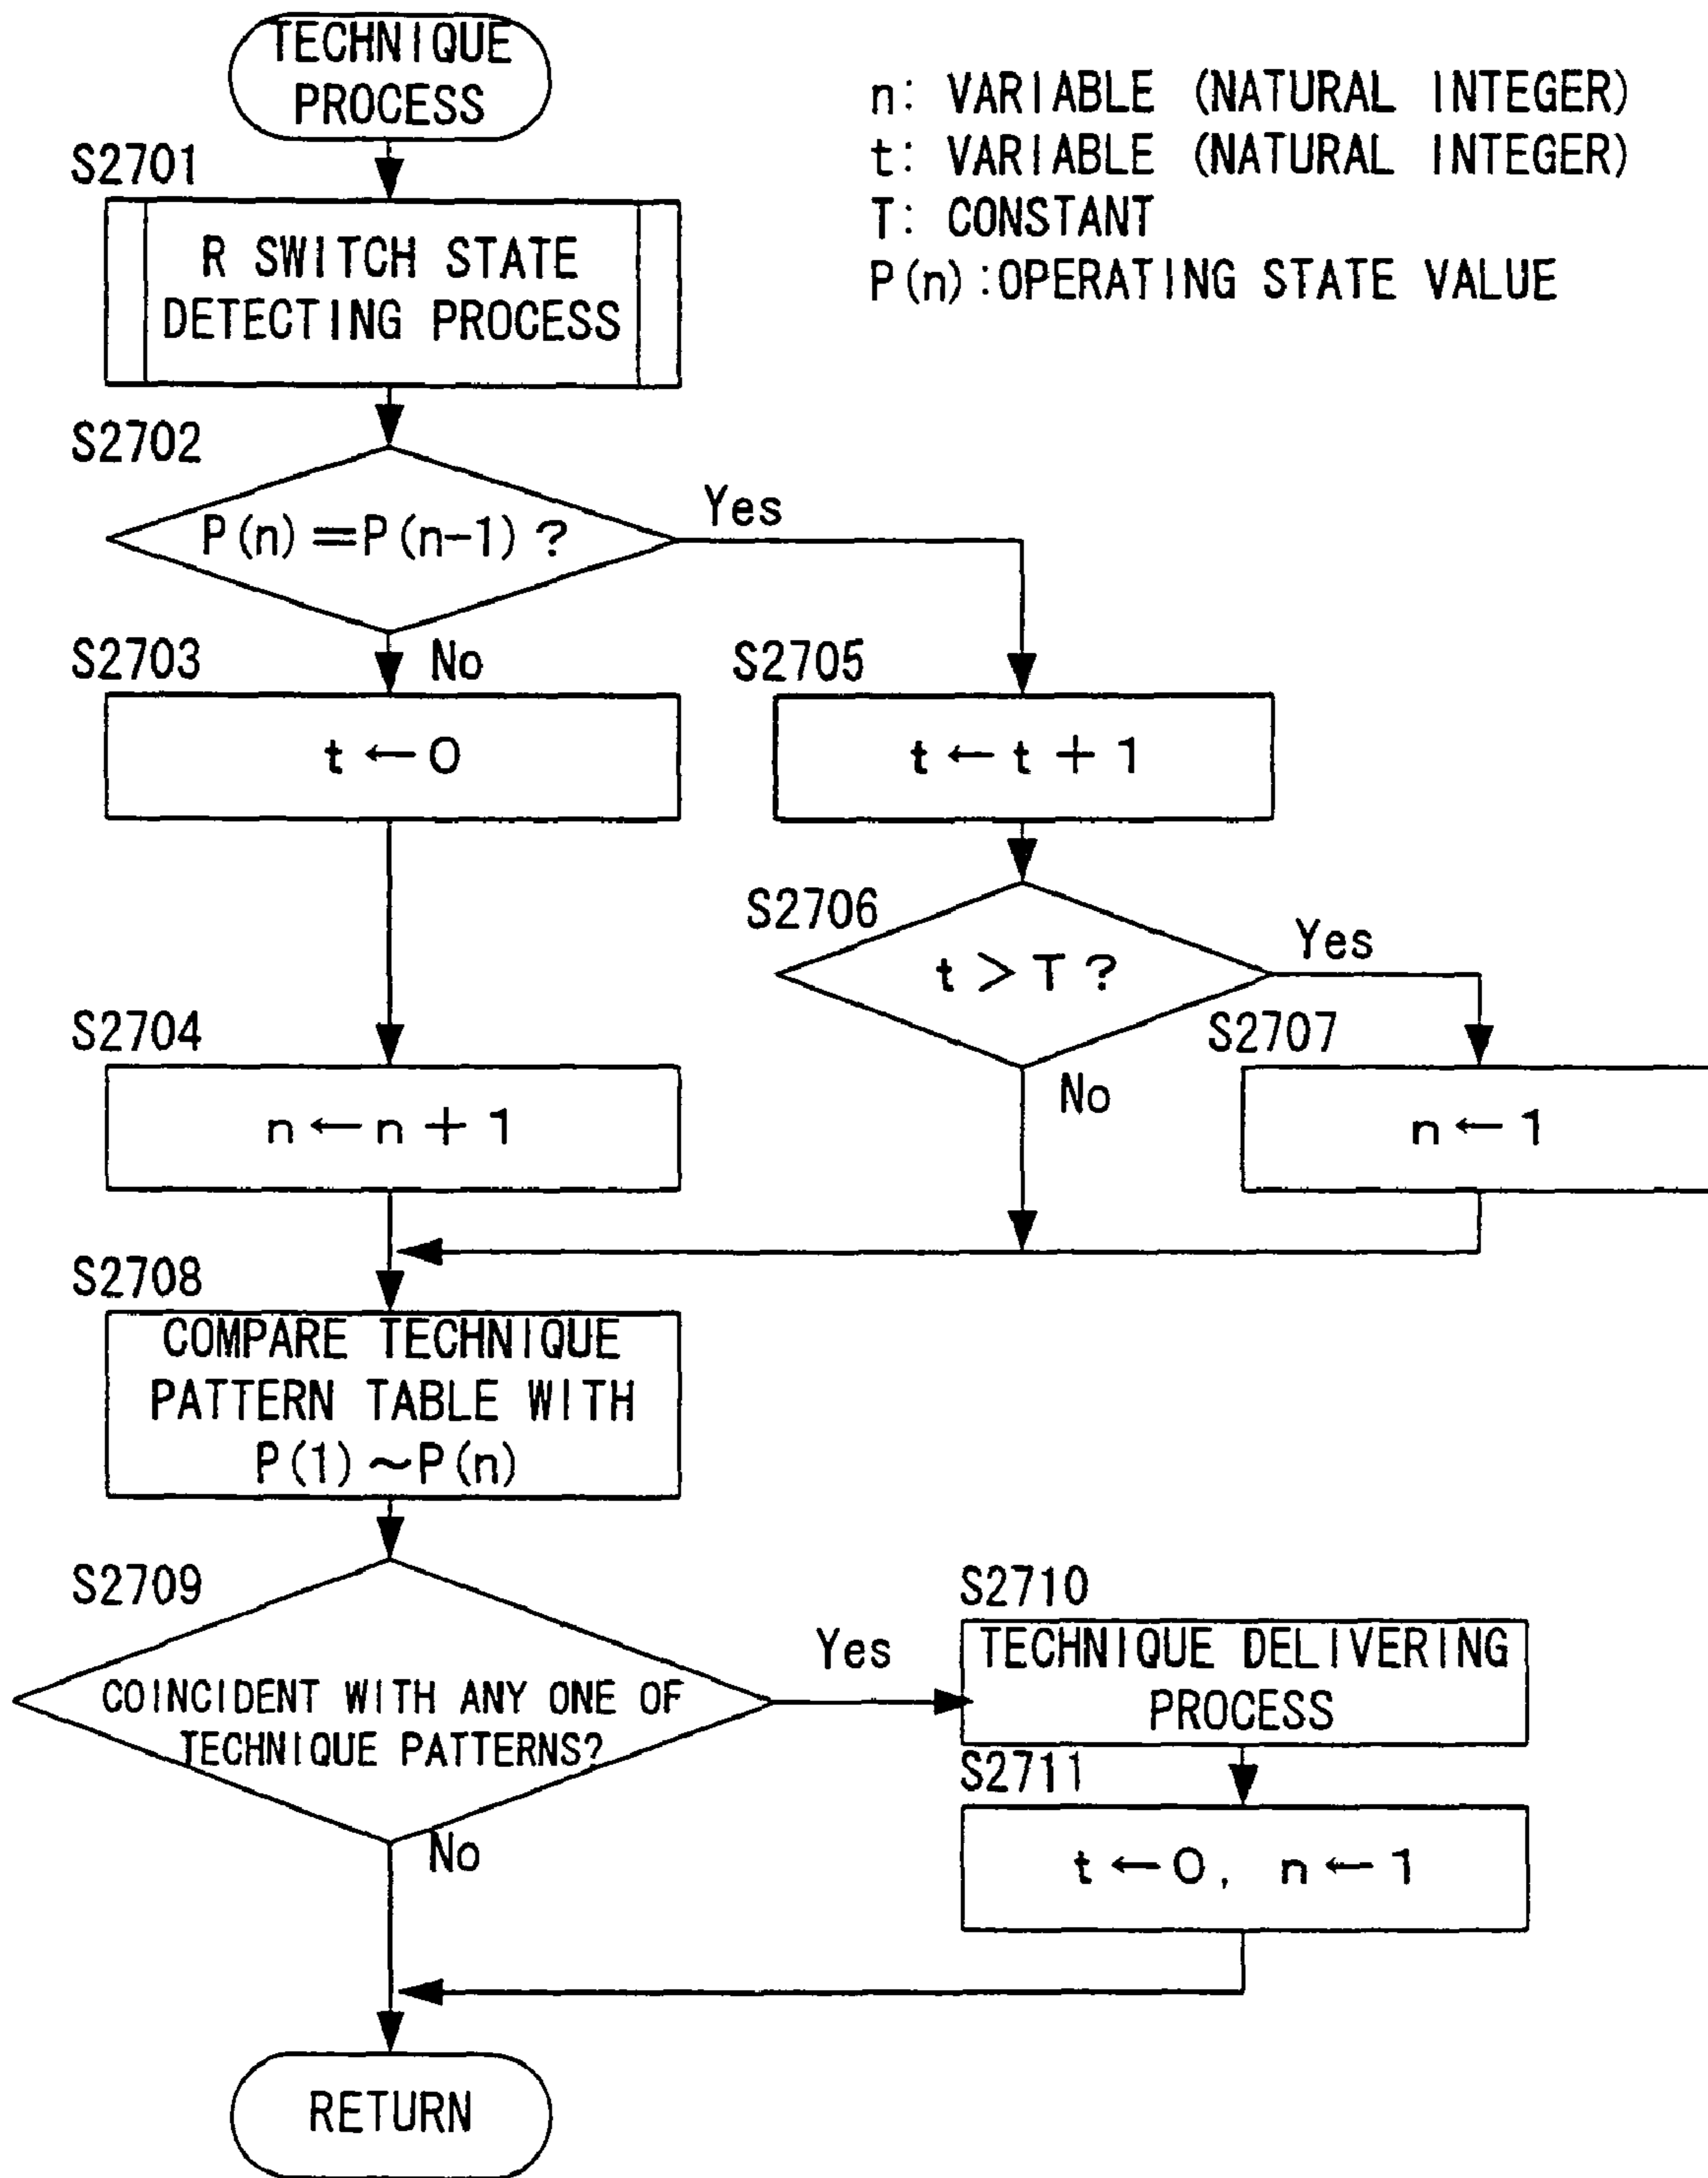 TECHNIQUE
PROCESS
n: VARIABLE (NATURAL INTEGER)
t: VARIABLE (NATURAL INTEGER)
T: CONSTANT
P(n):OPERATING STATE VALUE
S2701
R SWITCH STATE
DETECTING PROCESS
S2702
P(n)=P(n-1)?
Yes
No
S2703
t←0
S2705
t←t+1
S2706
t>T?
Yes
No
S2704
n←n+1
S2707
n←1
S2708
COMPARE TECHNIQUE
PATTERN TABLE WITH
P(1)~P(n)
S2709
COINCIDENT WITH ANY ONE OF
TECHNIQUE PATTERNS?
Yes
No
S2710
TECHNIQUE DELIVERING
PROCESS
S2711
t←0, n←1
RETURN